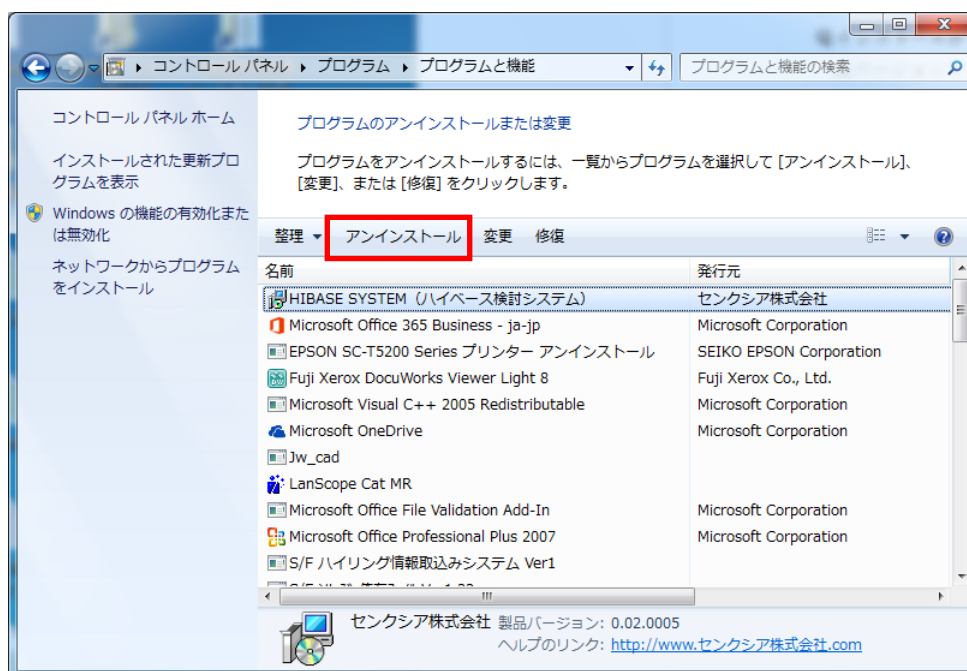 コントロール パネル ▸ プログラム ▸ プログラムと機能
プログラムと機能の検索
コントロール パネル ホーム
インストールされた更新プロ
グラムを表示
Windows の機能の有効化また
は無効化
ネットワークからプログラム
をインストール
プログラムのアンインストールまたは変更
プログラムをアンインストールするには、一覧からプログラムを選択して [アンインストール]、
[変更]、または [修復] をクリックします。
整理 アンインストール 変更 修復
名前 発行元
HIBASE SYSTEM（ハイベース検討システム） センクシア株式会社
Microsoft Office 365 Business - ja-jp Microsoft Corporation
EPSON SC-T5200 Series プリンター アンインストール SEIKO EPSON Corporation
Fuji Xerox DocuWorks Viewer Light 8 Fuji Xerox Co., Ltd.
Microsoft Visual C++ 2005 Redistributable Microsoft Corporation
Microsoft OneDrive Microsoft Corporation
Jw_cad
LanScope Cat MR
Microsoft Office File Validation Add-In Microsoft Corporation
Microsoft Office Professional Plus 2007 Microsoft Corporation
S/F ハイリング情報取込みシステム Ver1
センクシア株式会社 製品バージョン: 0.02.0005
ヘルプのリンク: http://www.センクシア株式会社.com